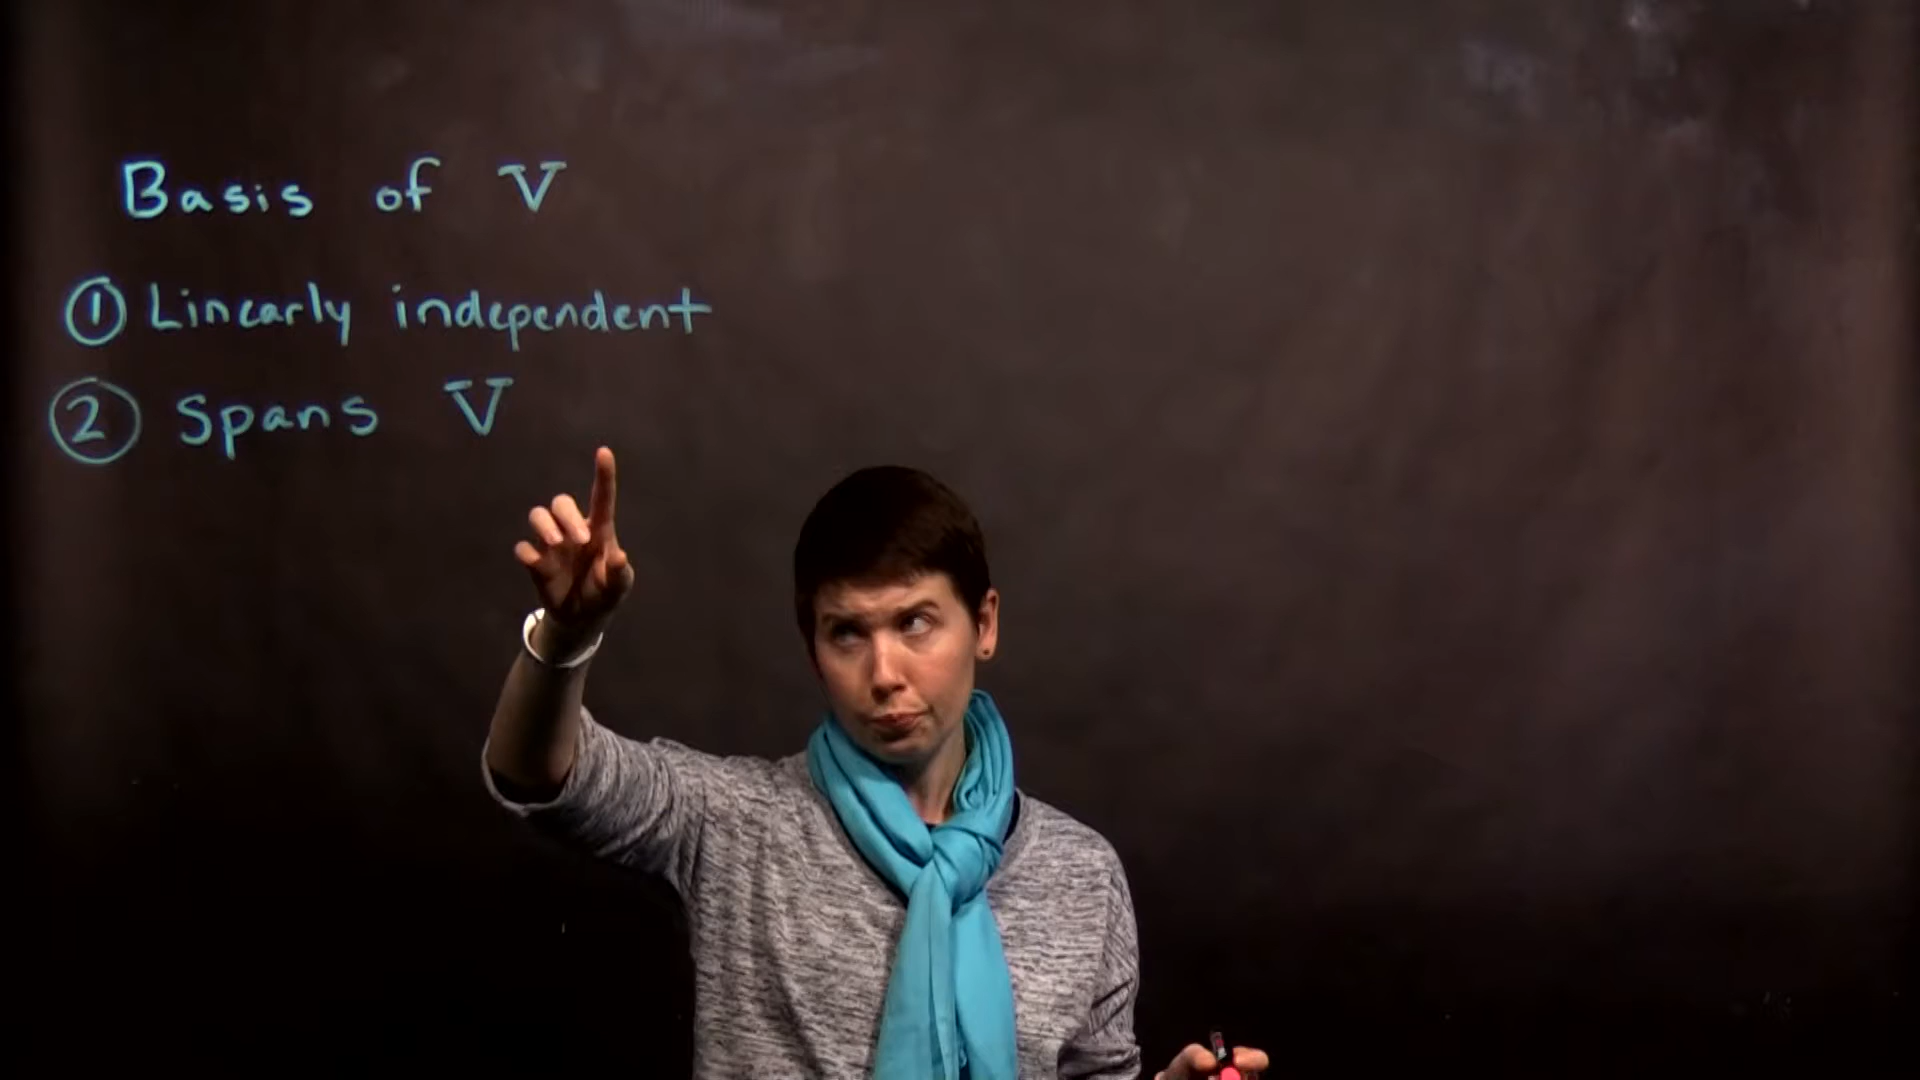 Basis of V
① Linearly independent
② Spans V